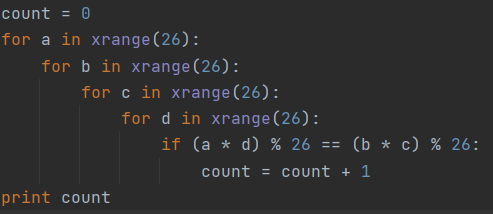 count = 0
for a in xrange(26):
    for b in xrange(26):
        for c in xrange(26):
            for d in xrange(26):
                if (a * d) % 26 == (b * c) % 26:
                    count = count + 1
print count